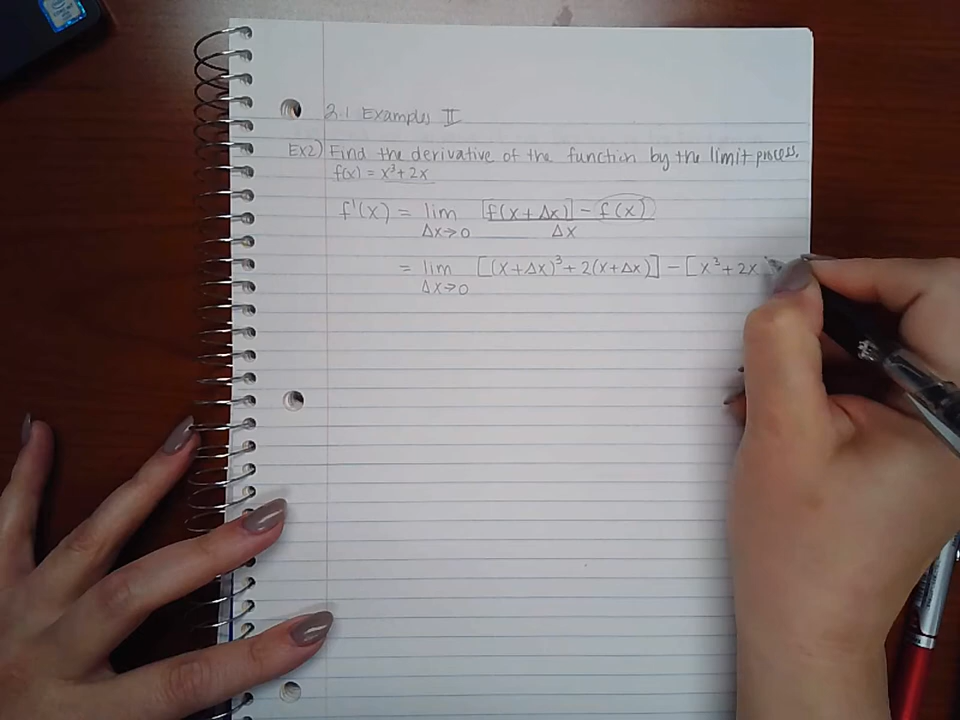 2.1 Examples II
Ex2) Find the derivative of the function by the limit process.
f(x) = x³ + 2x
f'(x) = lim [f(x + Δx)] - f(x)
Δx→0 Δx
= lim [(x + Δx)³ + 2(x + Δx)] - [x³ + 2x
Δx→0